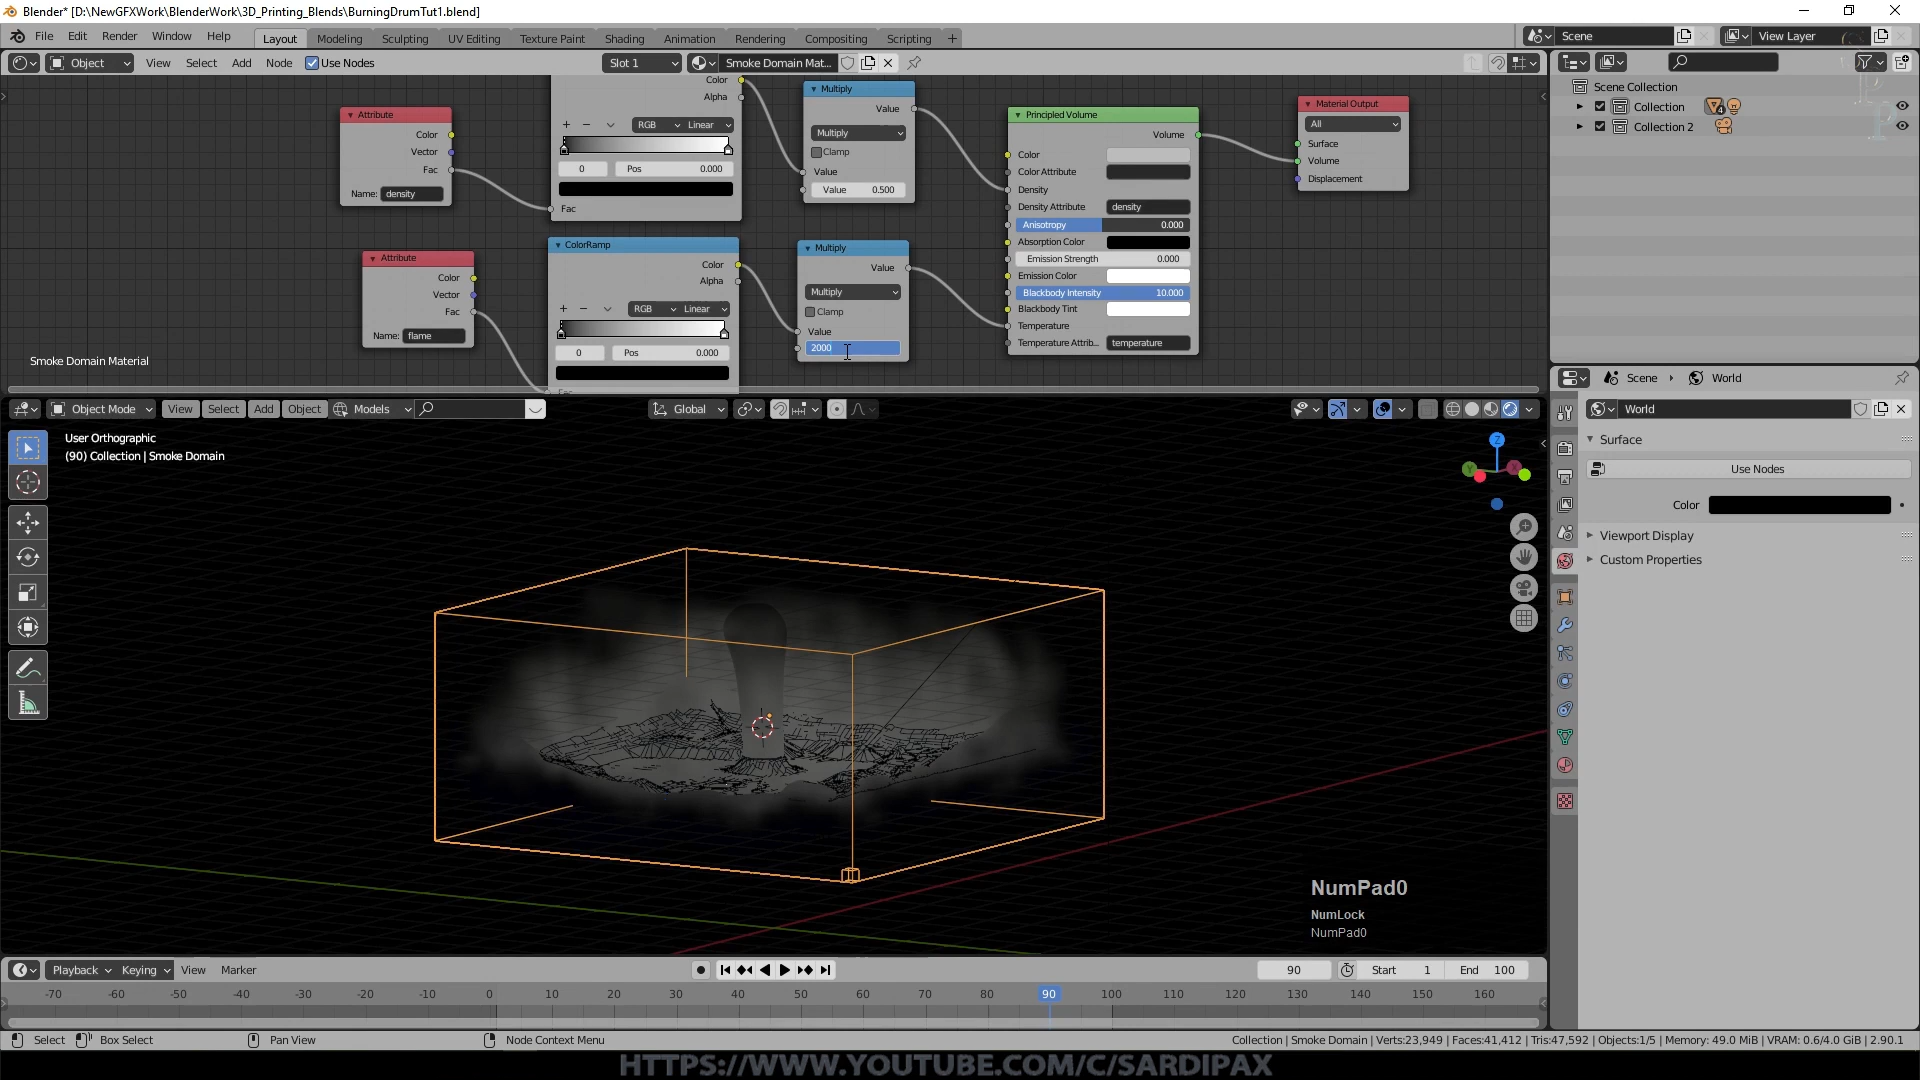 Blender* [D:\NewGFXWork\BlenderWork\3D_Printing_Blends\BurningDrumTut1.blend]
File Edit Render Window Help Layout Modeling Sculpting UV Editing Texture Paint Shading Animation Rendering Compositing Scripting + Scene View Layer
Object View Select Add Node Use Nodes Slot 1 Smoke Domain Mat...
Scene Collection
Collection
Collection 2
Attribute
Color
Vector
Fac
Name: density
Color
Alpha
RGB Linear
0 Pos 0.000
Fac
Multiply
Value
Multiply
Clamp
Value
Value 0.500
Principled Volume
Volume
Color
Color Attribute
Density
Density Attribute density
Anisotropy 0.000
Absorption Color
Emission Strength 0.000
Emission Color
Blackbody Intensity 10.000
Blackbody Tint
Temperature
Temperature Attrib... temperature
Material Output
All
Surface
Volume
Displacement
Attribute
Color
Vector
Fac
Name: flame
ColorRamp
Color
Alpha
RGB Linear
0 Pos 0.000
Multiply
Value
Multiply
Clamp
Value
2000
Smoke Domain Material
Scene World
World
Surface
Use Nodes
Color
Viewport Display
Custom Properties
Object Mode View Select Add Object Models Global
User Orthographic
(90) Collection | Smoke Domain
Z
NumPad0
NumLock
NumPad0
Playback Keying View Marker 90 Start 1 End 100
-70 -60 -50 -40 -30 -20 -10 0 10 20 30 40 50 60 70 80 90 100 110 120 130 140 150 160
Select Box Select Pan View Node Context Menu Collection | Smoke Domain | Verts:23,949 | Faces:41,412 | Tris:47,592 | Objects:1/5 | Memory: 49.0 MiB | VRAM: 0.6/4.0 GiB | 2.90.1
HTTPS://WWW.YOUTUBE.COM/C/SARDIPAX